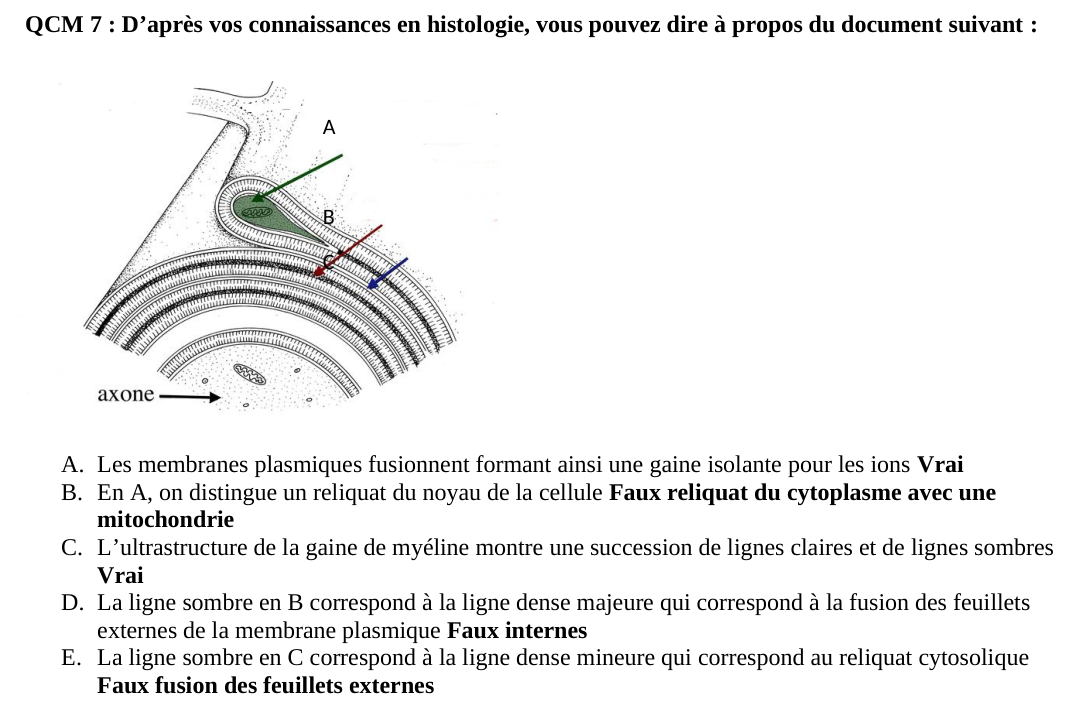 QCM 7 : D’après vos connaissances en histologie, vous pouvez dire à propos du document suivant :
A
B
C
axone
A. Les membranes plasmiques fusionnent formant ainsi une gaine isolante pour les ions Vrai
B. En A, on distingue un reliquat du noyau de la cellule Faux reliquat du cytoplasme avec une
mitochondrie
C. L’ultrastructure de la gaine de myéline montre une succession de lignes claires et de lignes sombres
Vrai
D. La ligne sombre en B correspond à la ligne dense majeure qui correspond à la fusion des feuillets
externes de la membrane plasmique Faux internes
E. La ligne sombre en C correspond à la ligne dense mineure qui correspond au reliquat cytosolique
Faux fusion des feuillets externes